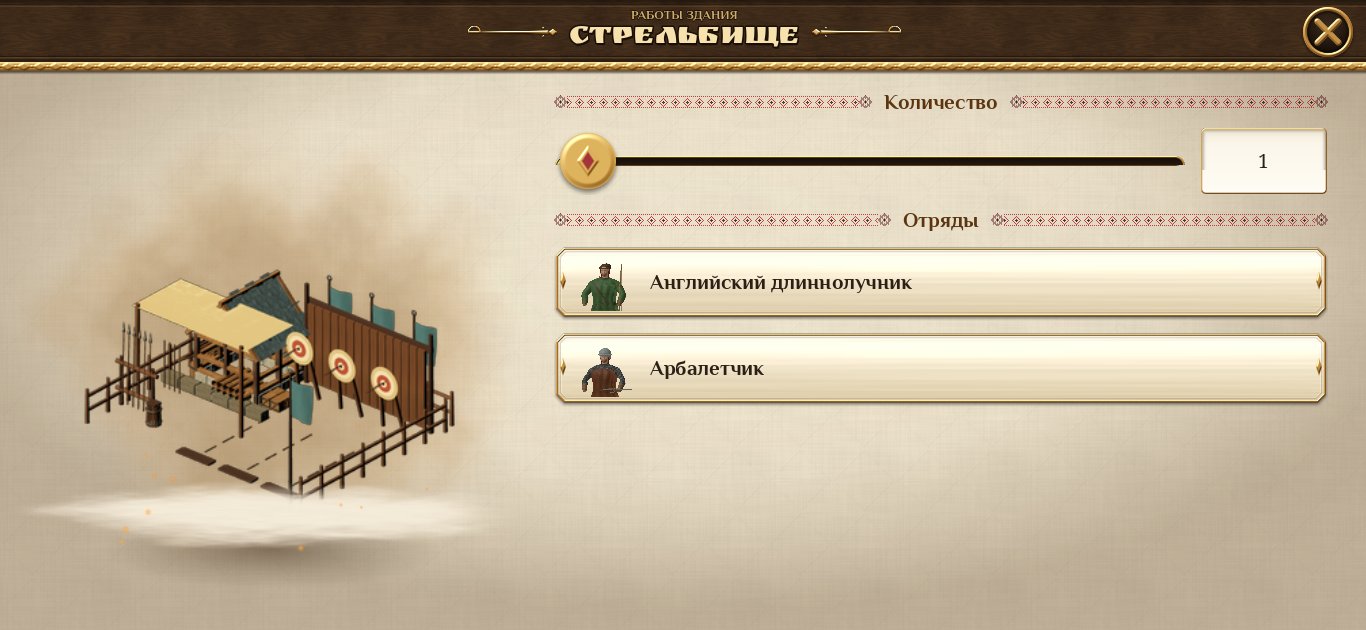 РАБОТЫ ЗДАНИЯ
СТРЕЛЬБИЩЕ
Количество
1
Отряды
Английский длиннолучник
Арбалетчик